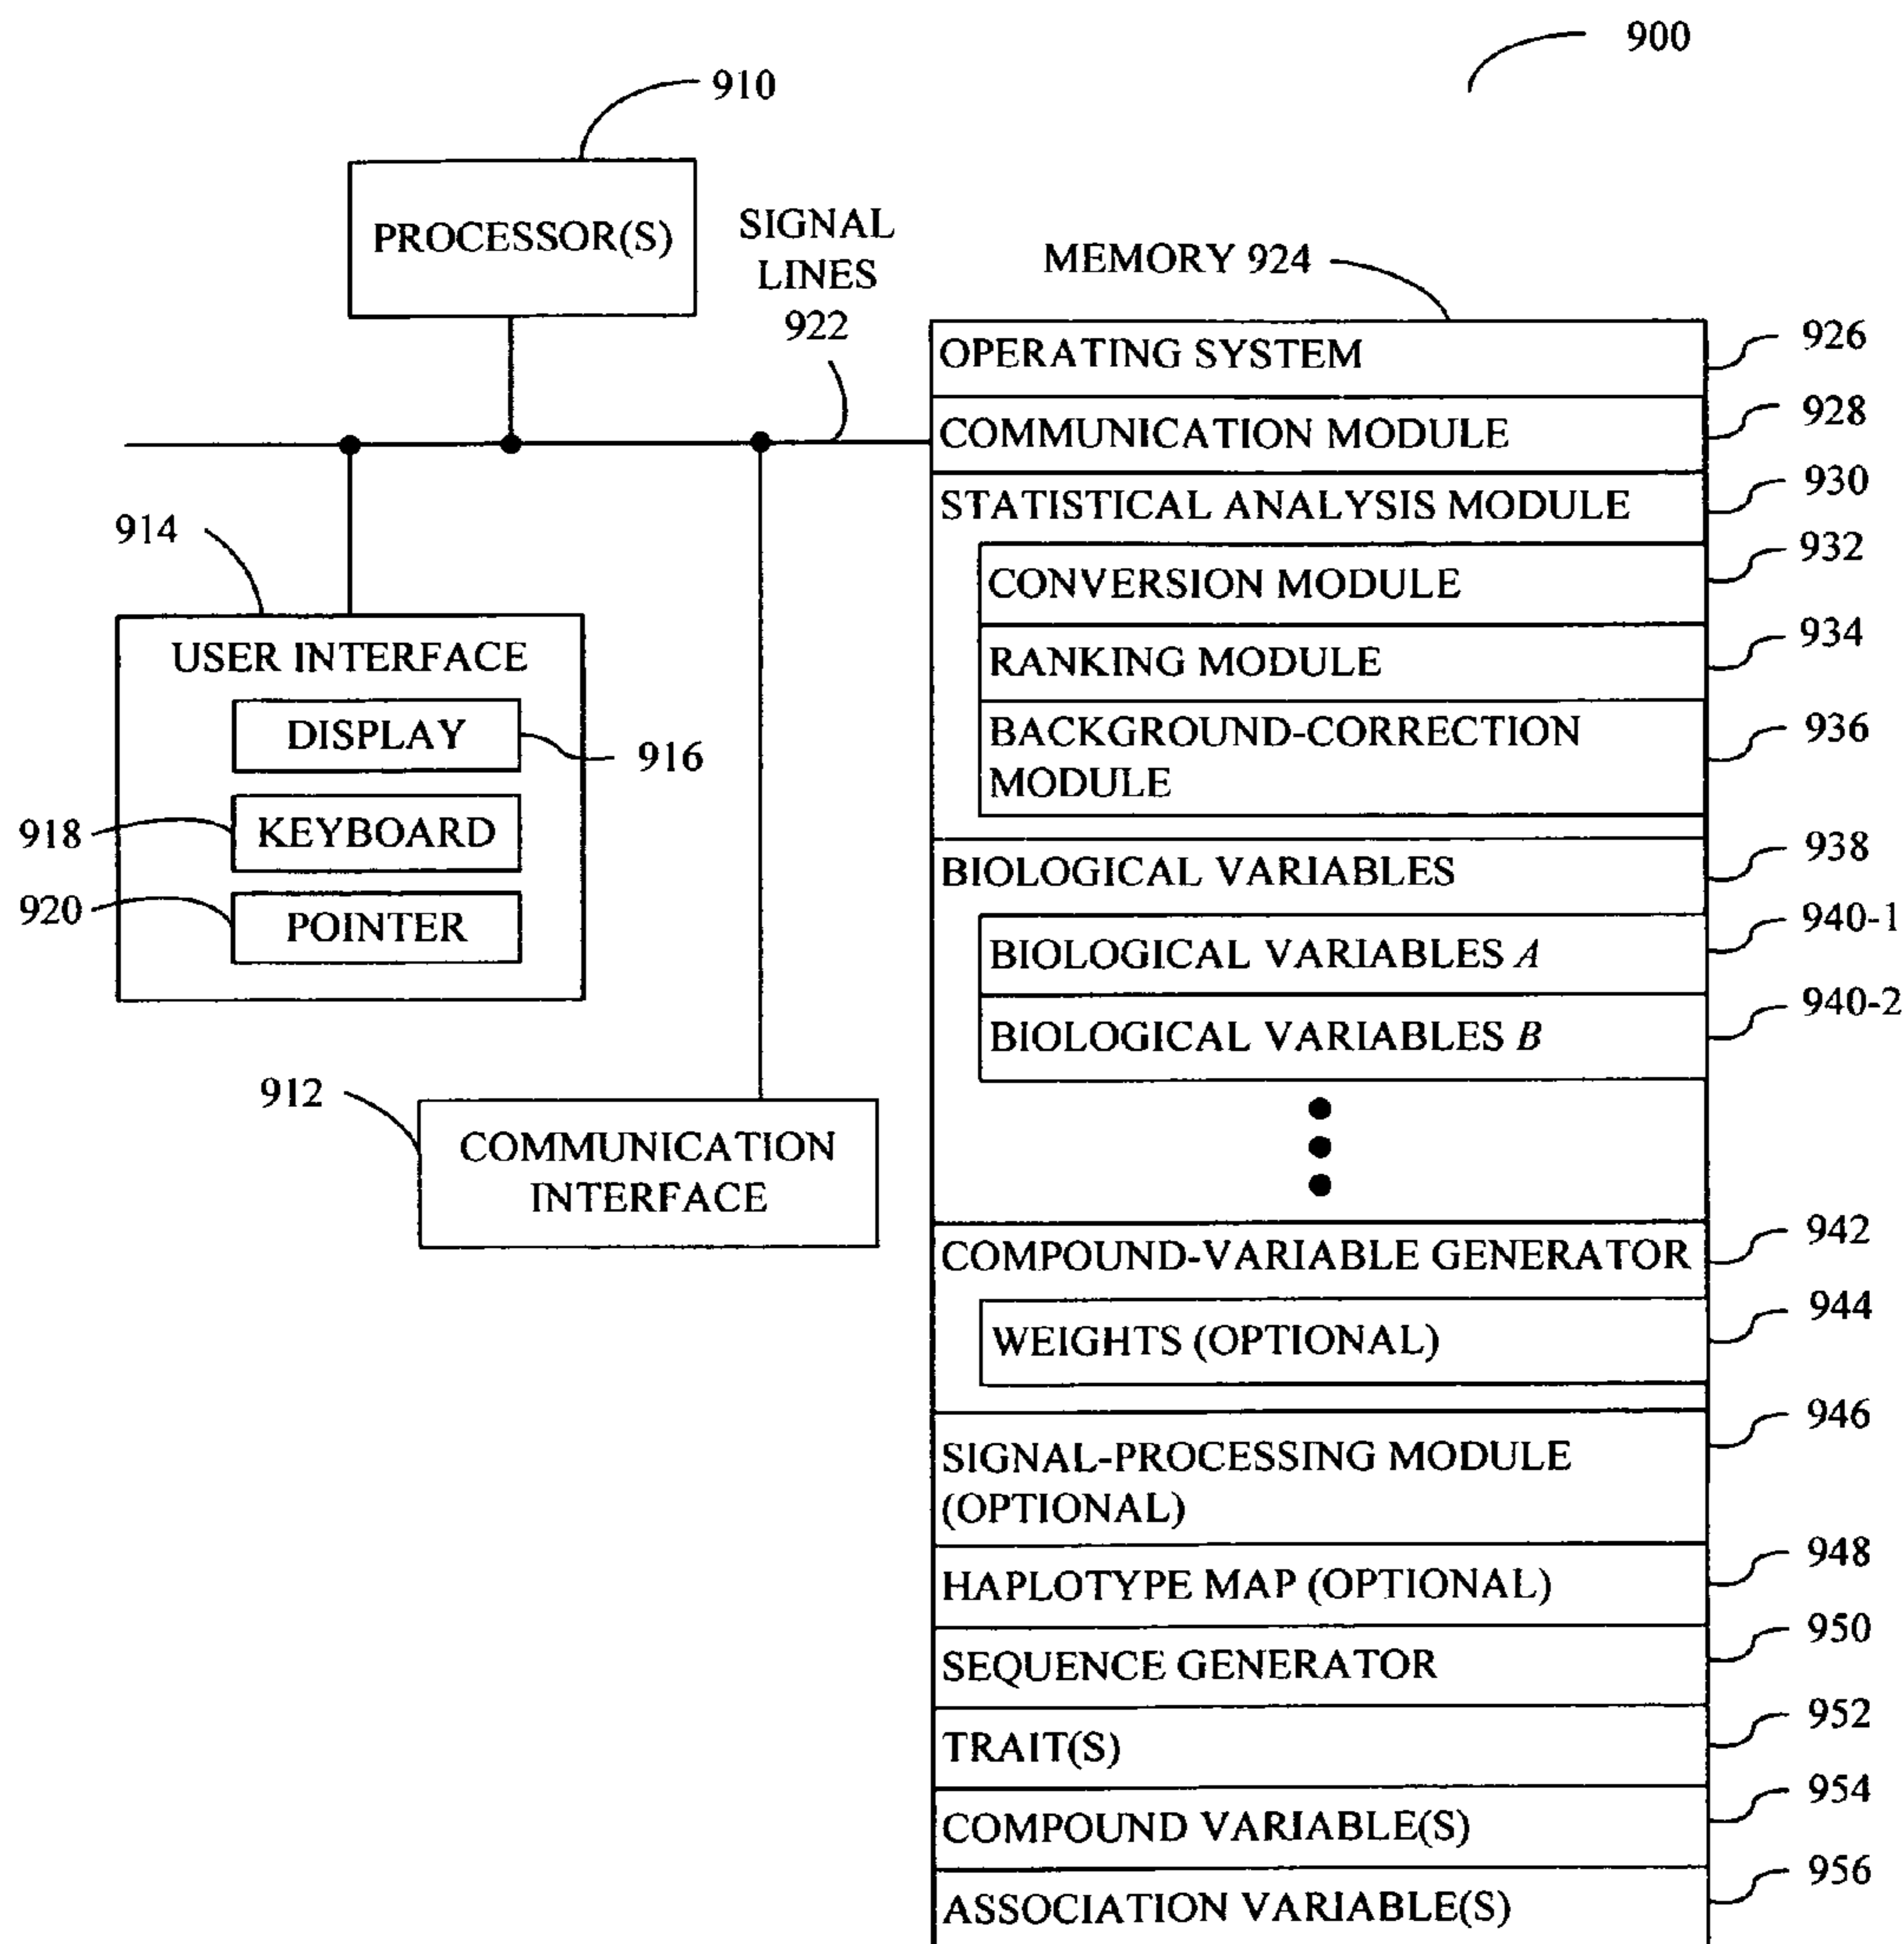 900
910
PROCESSOR(S)
SIGNAL
LINES
922
MEMORY 924
OPERATING SYSTEM
926
COMMUNICATION MODULE
928
STATISTICAL ANALYSIS MODULE
930
CONVERSION MODULE
932
RANKING MODULE
934
BACKGROUND-CORRECTION
MODULE
936
BIOLOGICAL VARIABLES
938
BIOLOGICAL VARIABLES A
940-1
BIOLOGICAL VARIABLES B
940-2
COMPOUND-VARIABLE GENERATOR
942
WEIGHTS (OPTIONAL)
944
SIGNAL-PROCESSING MODULE
(OPTIONAL)
946
HAPLOTYPE MAP (OPTIONAL)
948
SEQUENCE GENERATOR
950
TRAIT(S)
952
COMPOUND VARIABLE(S)
954
ASSOCIATION VARIABLE(S)
956
914
USER INTERFACE
DISPLAY
916
918
KEYBOARD
920
POINTER
912
COMMUNICATION
INTERFACE